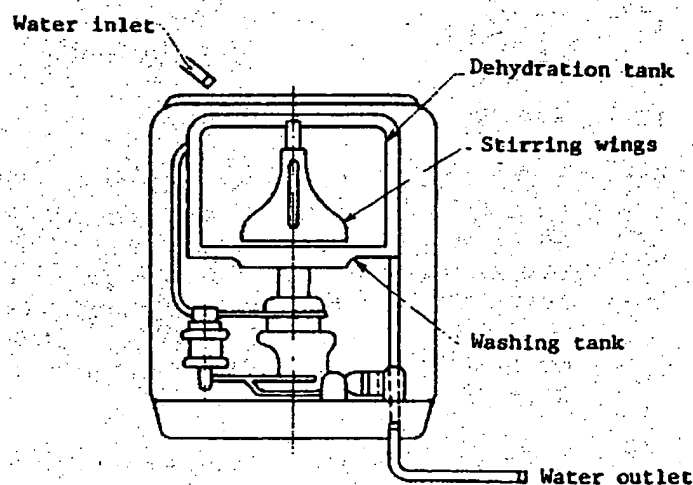 Water inlet
Dehydration tank
Stirring wings
Washing tank
Water outlet